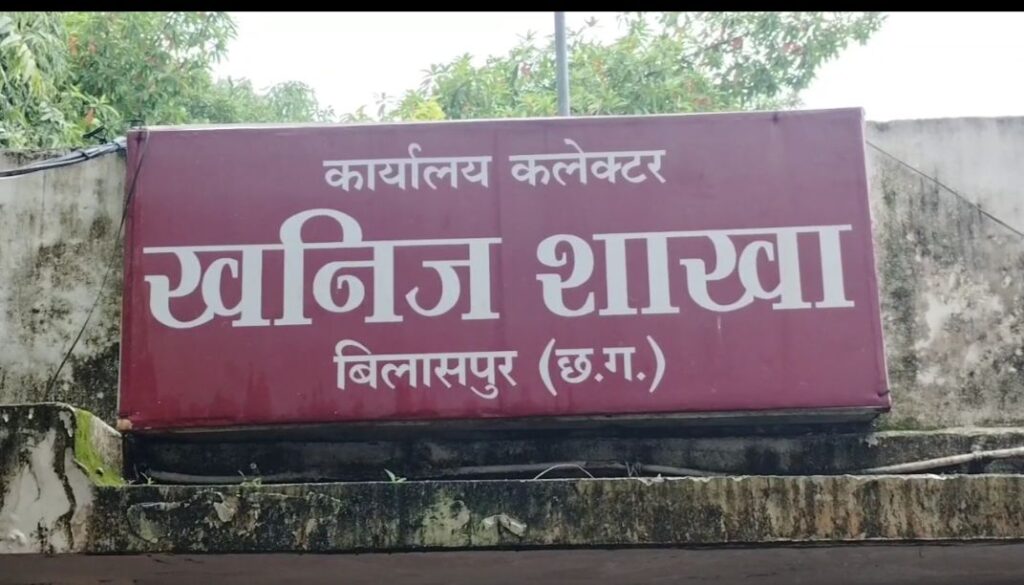 कार्यालय कलेक्टर
खनिज शाखा
बिलासपुर (छ.ग.)